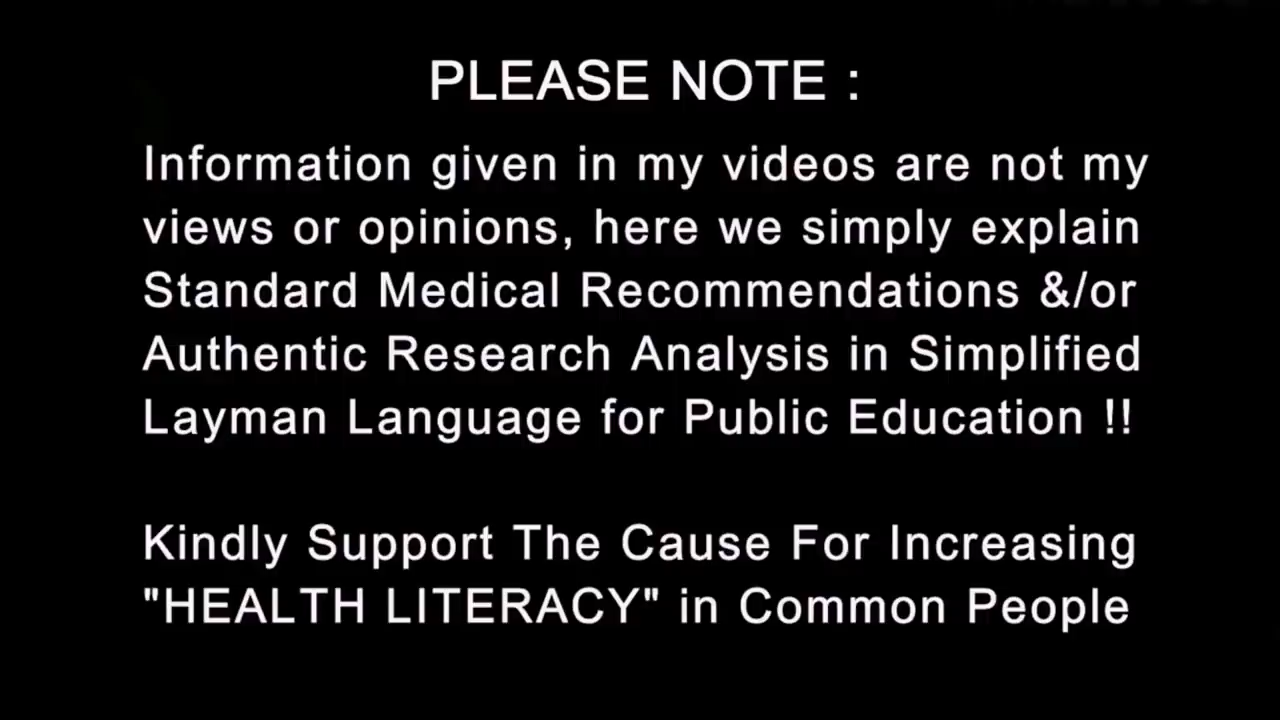 PLEASE NOTE :
Information given in my videos are not my
views or opinions, here we simply explain
Standard Medical Recommendations &/or
Authentic Research Analysis in Simplified
Layman Language for Public Education !!
Kindly Support The Cause For Increasing
"HEALTH LITERACY" in Common People